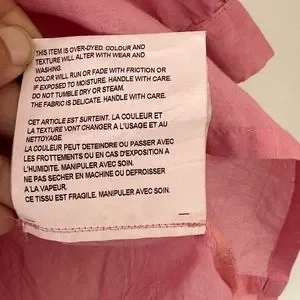 THIS ITEM IS OVER-DYED. COLOUR AND
TEXTURE WILL ALTER WITH WEAR AND
WASHING.
COLOR WILL RUN OR FADE WITH FRICTION OR
IF EXPOSED TO MOISTURE. HANDLE WITH CARE.
DO NOT TUMBLE DRY OR STEAM.
THE FABRIC IS DELICATE. HANDLE WITH CARE.
CET ARTICLE EST SURTEINT. LA COULEUR ET
LA TEXTURE VONT CHANGER A L'USAGE ET AU
NETTOYAGE.
LA COULEUR PEUT DETEINDRE OU PASSER AVEC
LES FROTTEMENTS OU EN CAS D'EXPOSITION A
L'HUMIDITE. MANIPULER AVEC SOIN.
NE PAS SECHER EN MACHINE OU DEFROISSER
A LA VAPEUR.
CE TISSU EST FRAGILE. MANIPULER AVEC SOIN.